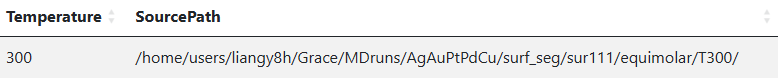 Temperature SourcePath
300 /home/users/liangy8h/Grace/MDruns/AgAuPtPdCu/surf_seg/sur111/equimolar/T300/